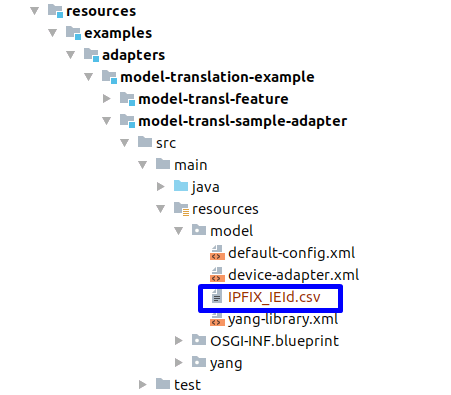 resources
examples
adapters
model-translation-example
model-transl-feature
model-transl-sample-adapter
src
main
java
resources
model
default-config.xml
device-adapter.xml
IPFIX_IEId.csv
yang-library.xml
OSGI-INF.blueprint
yang
test